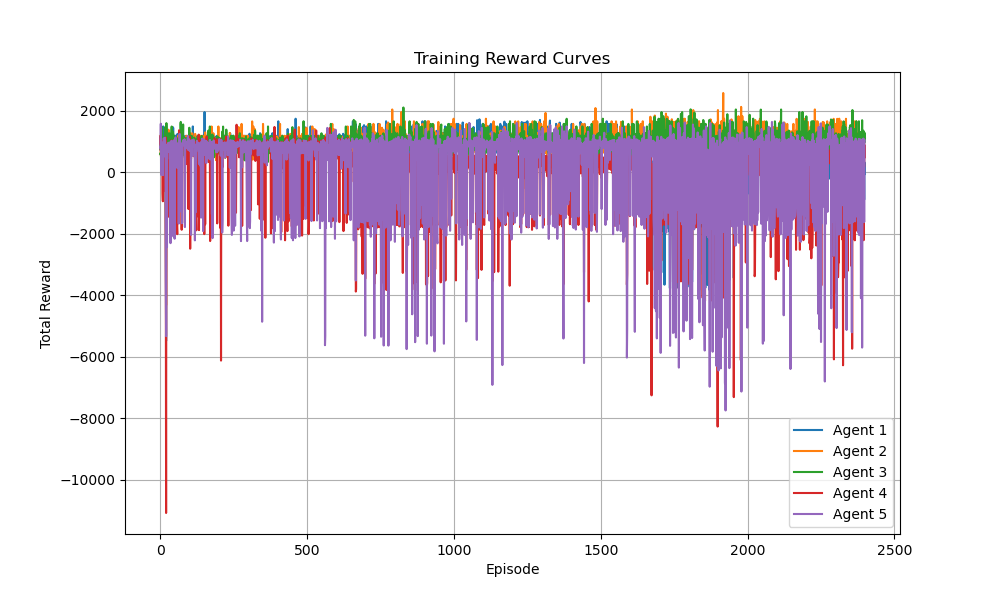 Training Reward Curves
Total Reward
2000
0
−2000
−4000
−6000
−8000
−10000
0 500 1000 1500 2000 2500
Episode
Agent 1
Agent 2
Agent 3
Agent 4
Agent 5